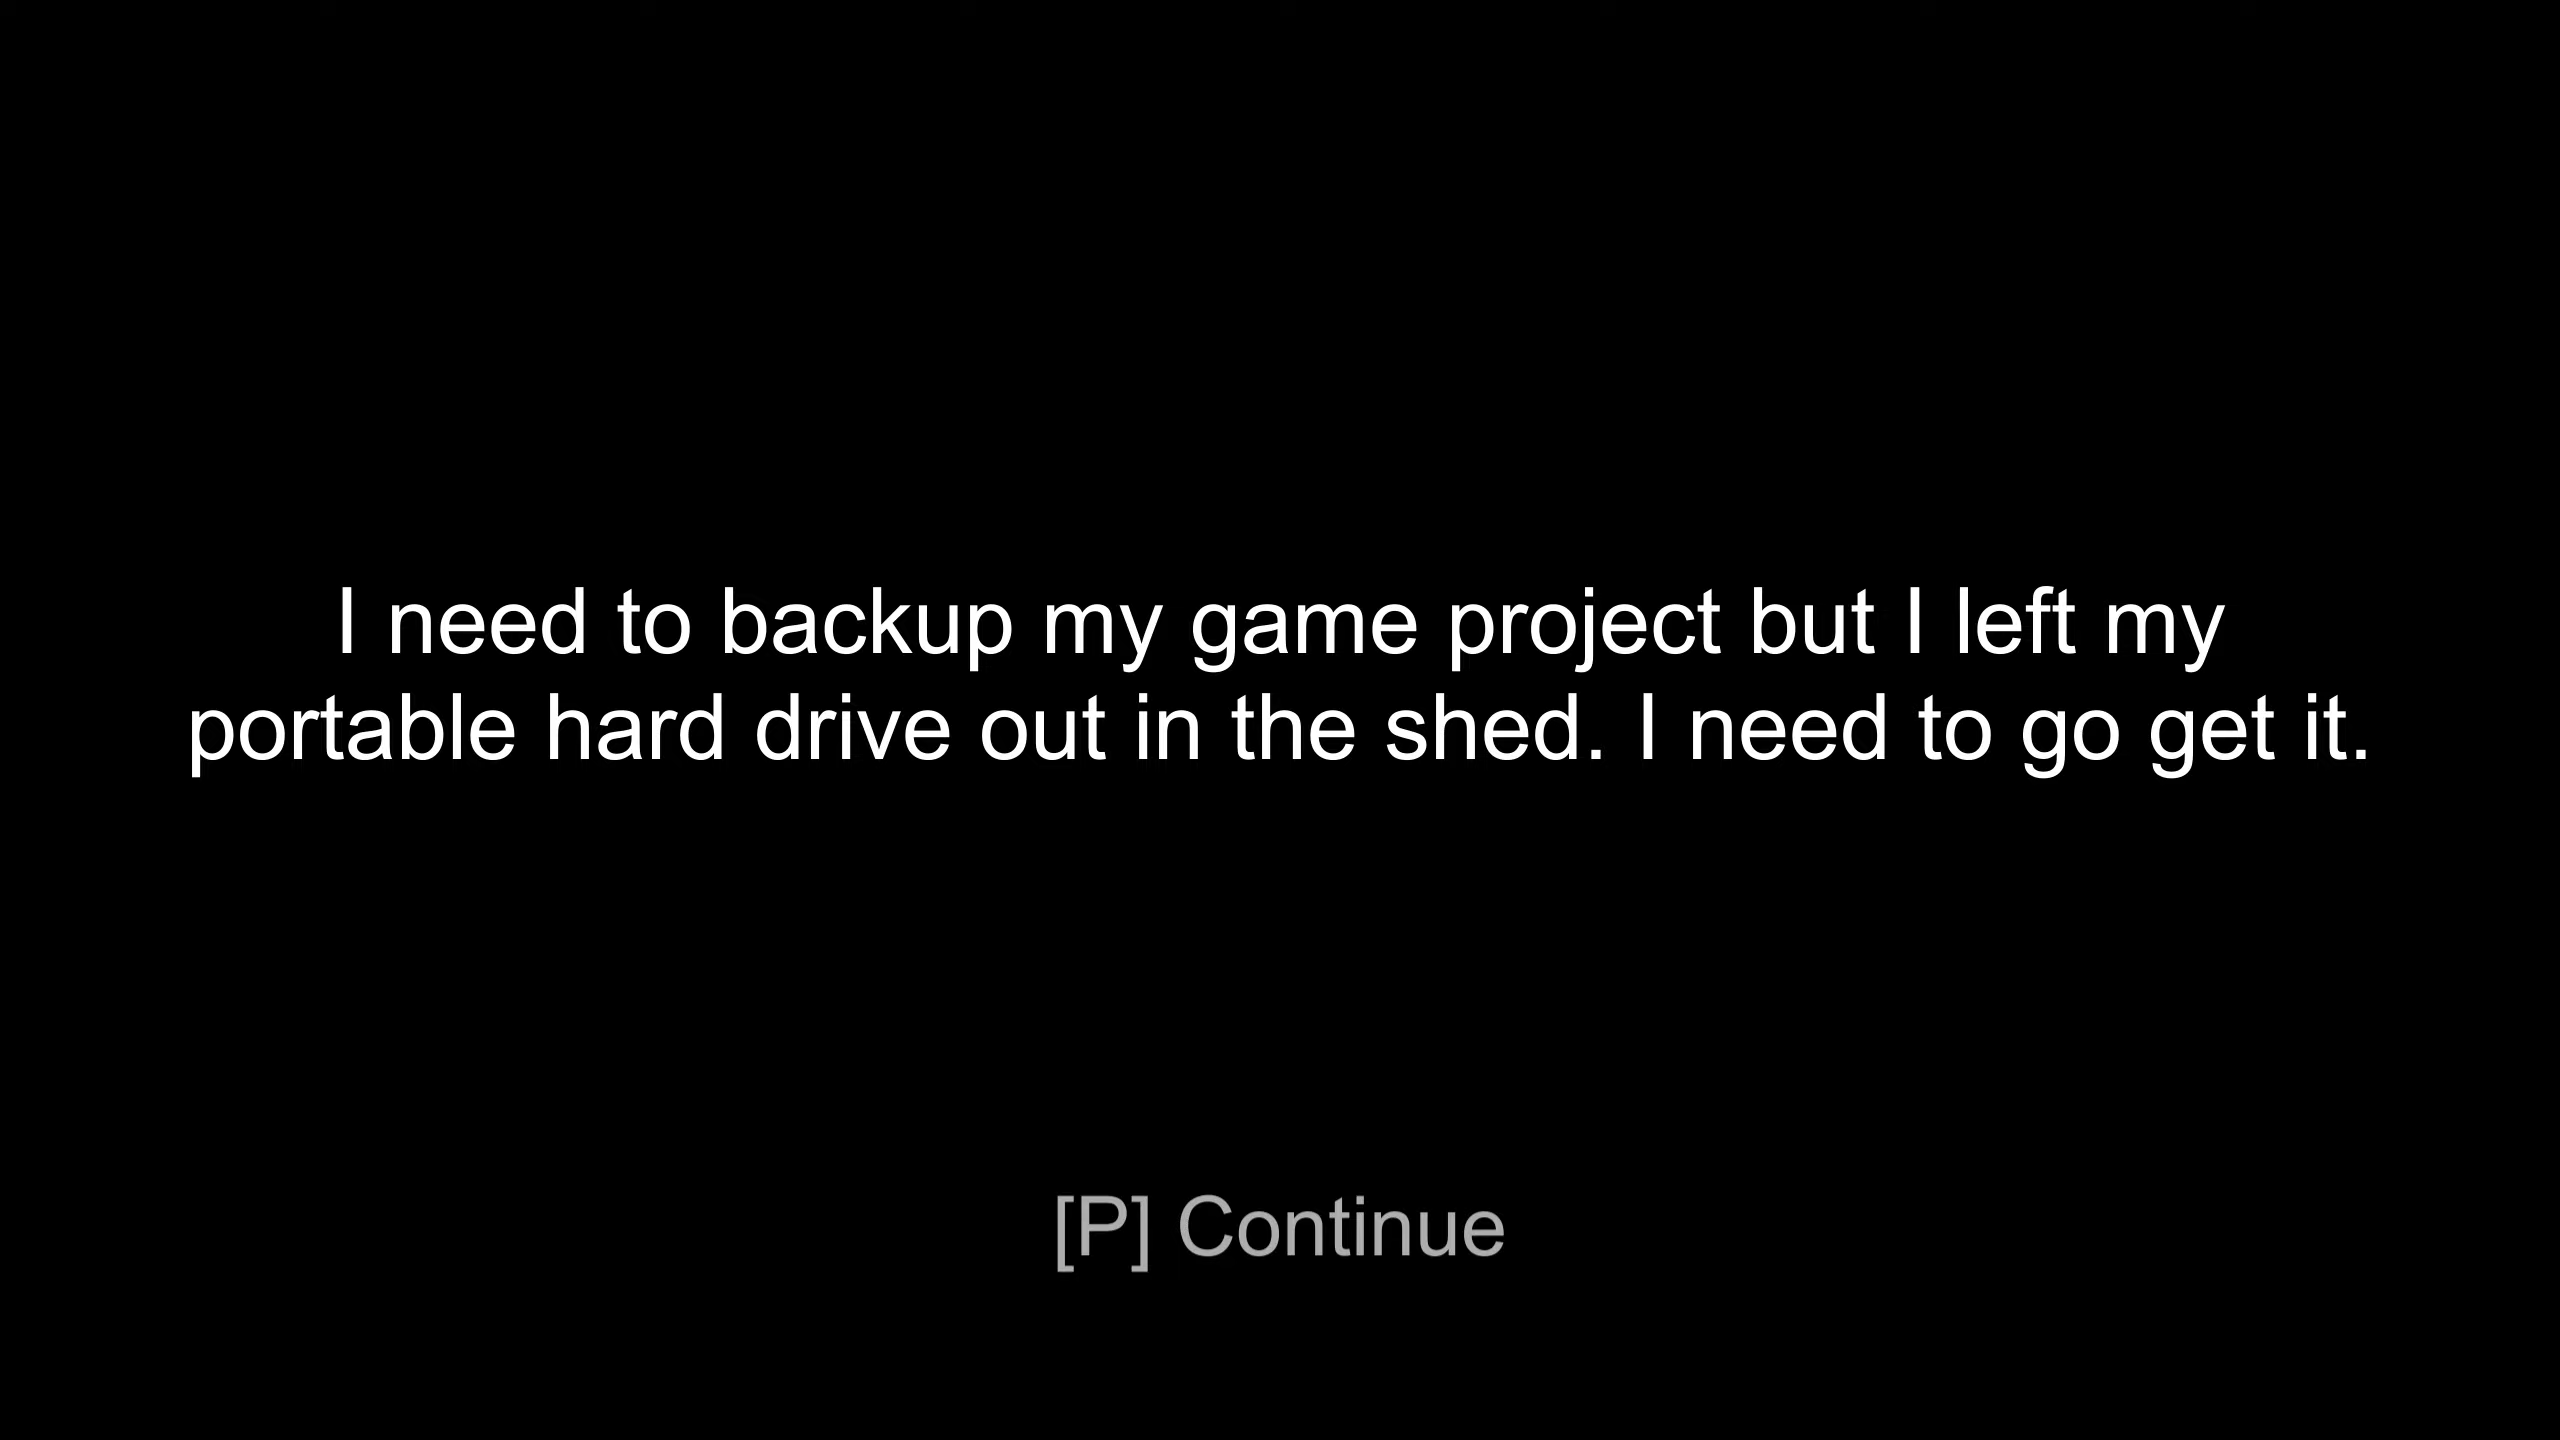 I need to backup my game project but I left my
portable hard drive out in the shed. I need to go get it.
[P] Continue